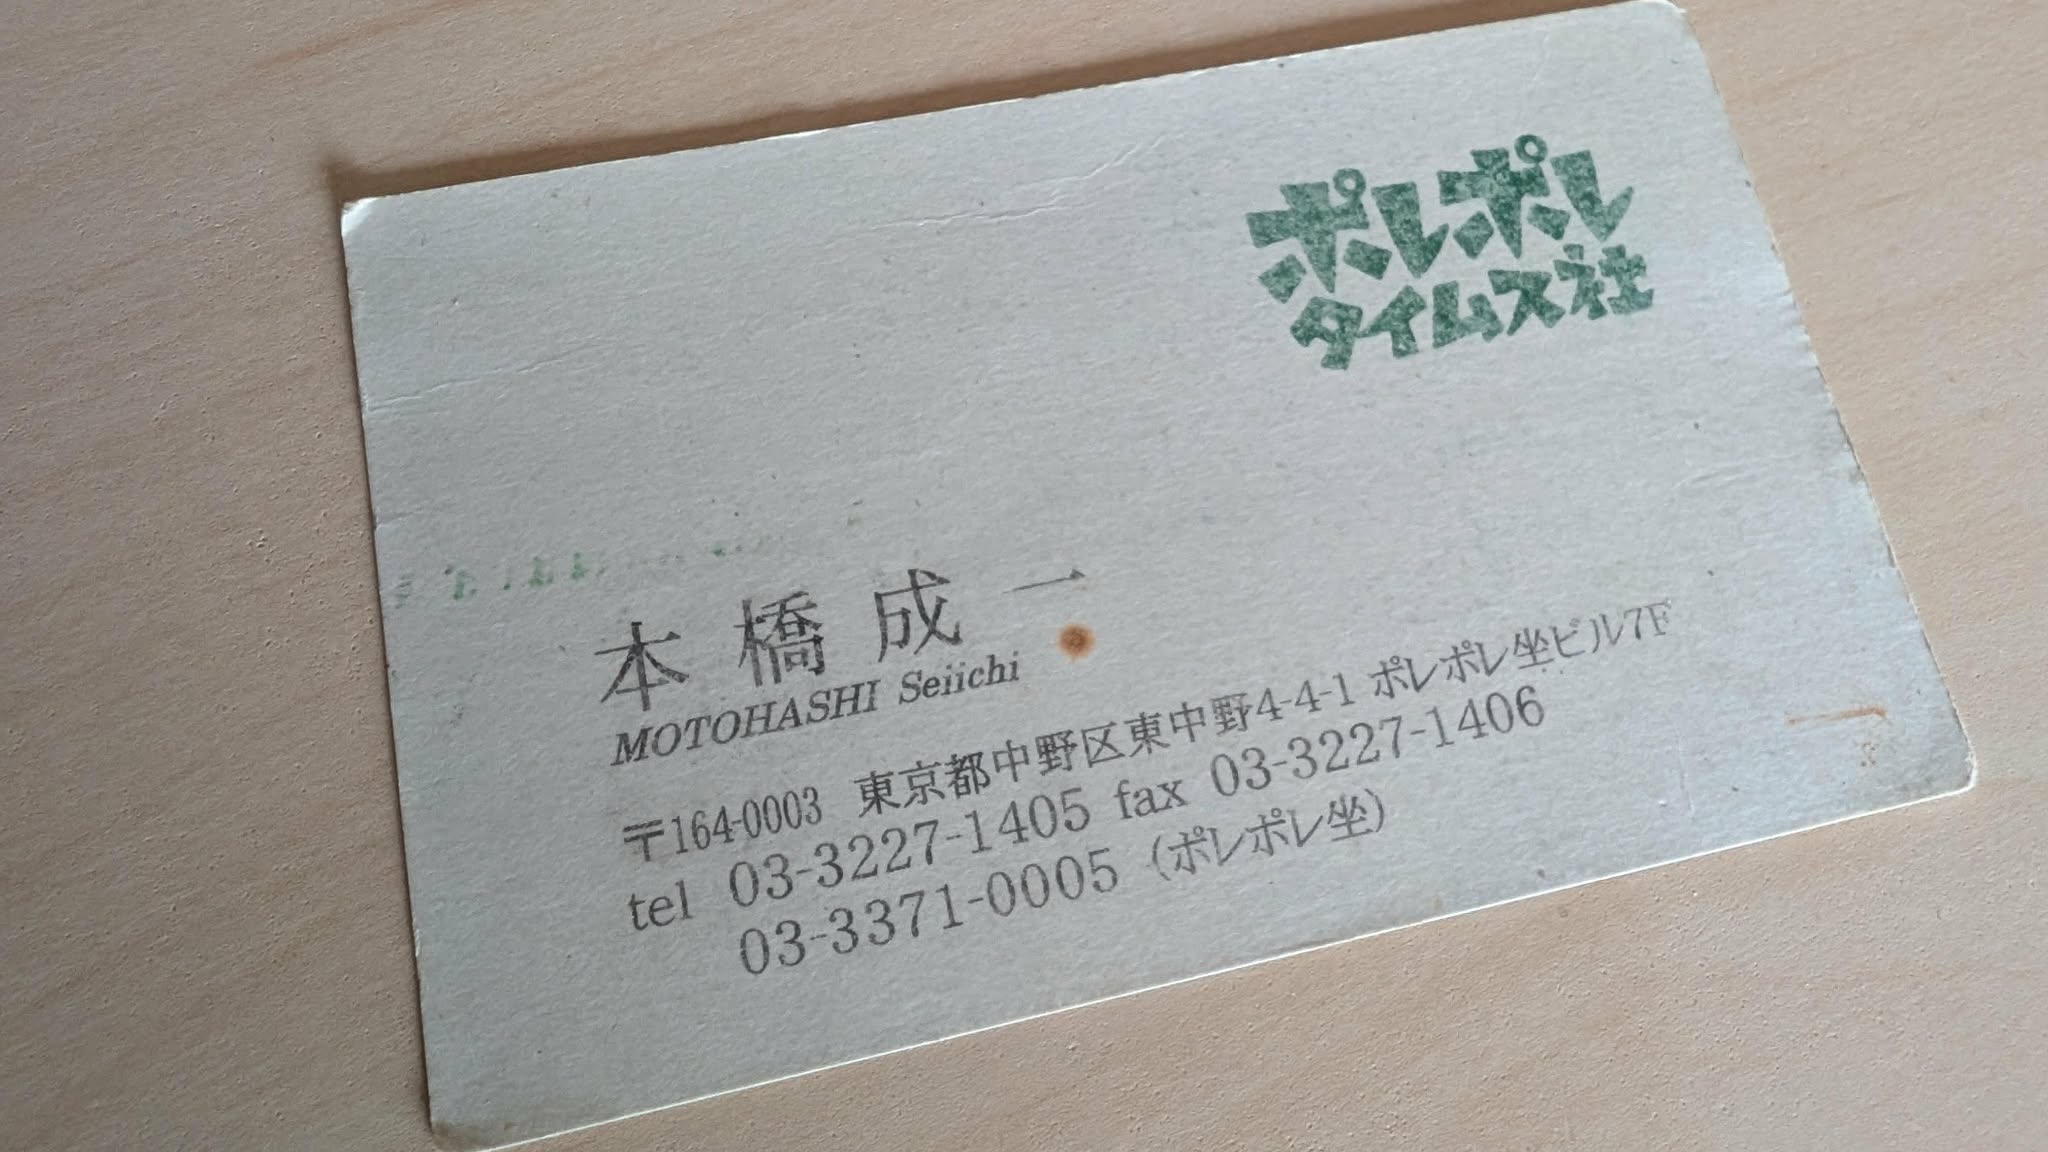 ポレポレ
タイムス社
本橋成一
MOTOHASHI Seiichi
〒164-0003 東京都中野区東中野4-4-1 ポレポレ坐ビル7F
tel 03-3227-1405 fax 03-3227-1406
03-3371-0005 (ポレポレ坐)